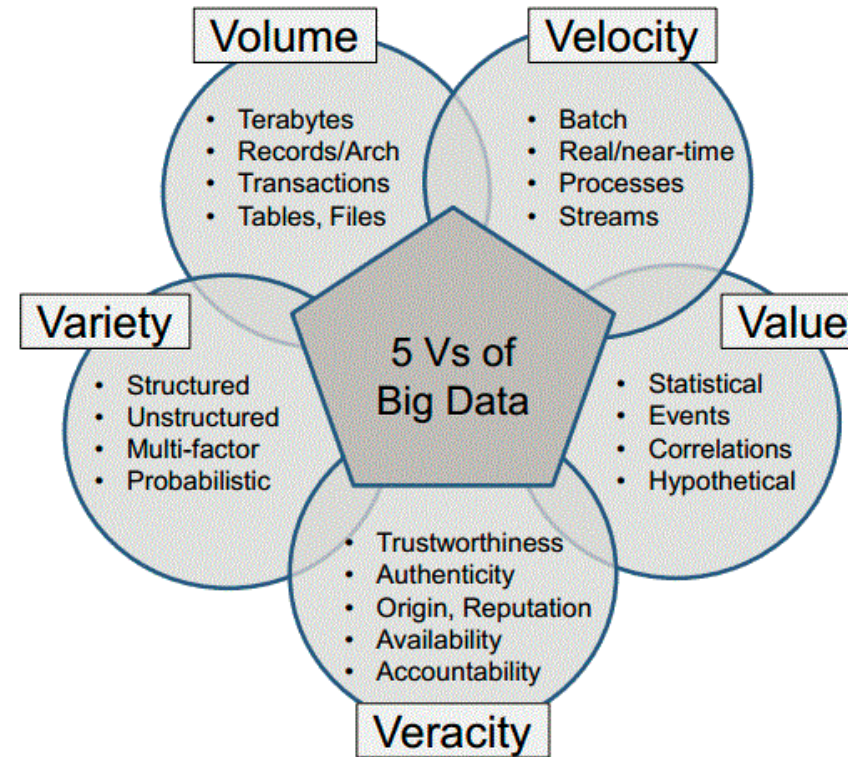 Volume
• Terabytes
• Records/Arch
• Transactions
• Tables, Files
Velocity
• Batch
• Real/near-time
• Processes
• Streams
Variety
• Structured
• Unstructured
• Multi-factor
• Probabilistic
5 Vs of
Big Data
Value
• Statistical
• Events
• Correlations
• Hypothetical
• Trustworthiness
• Authenticity
• Origin, Reputation
• Availability
• Accountability
Veracity